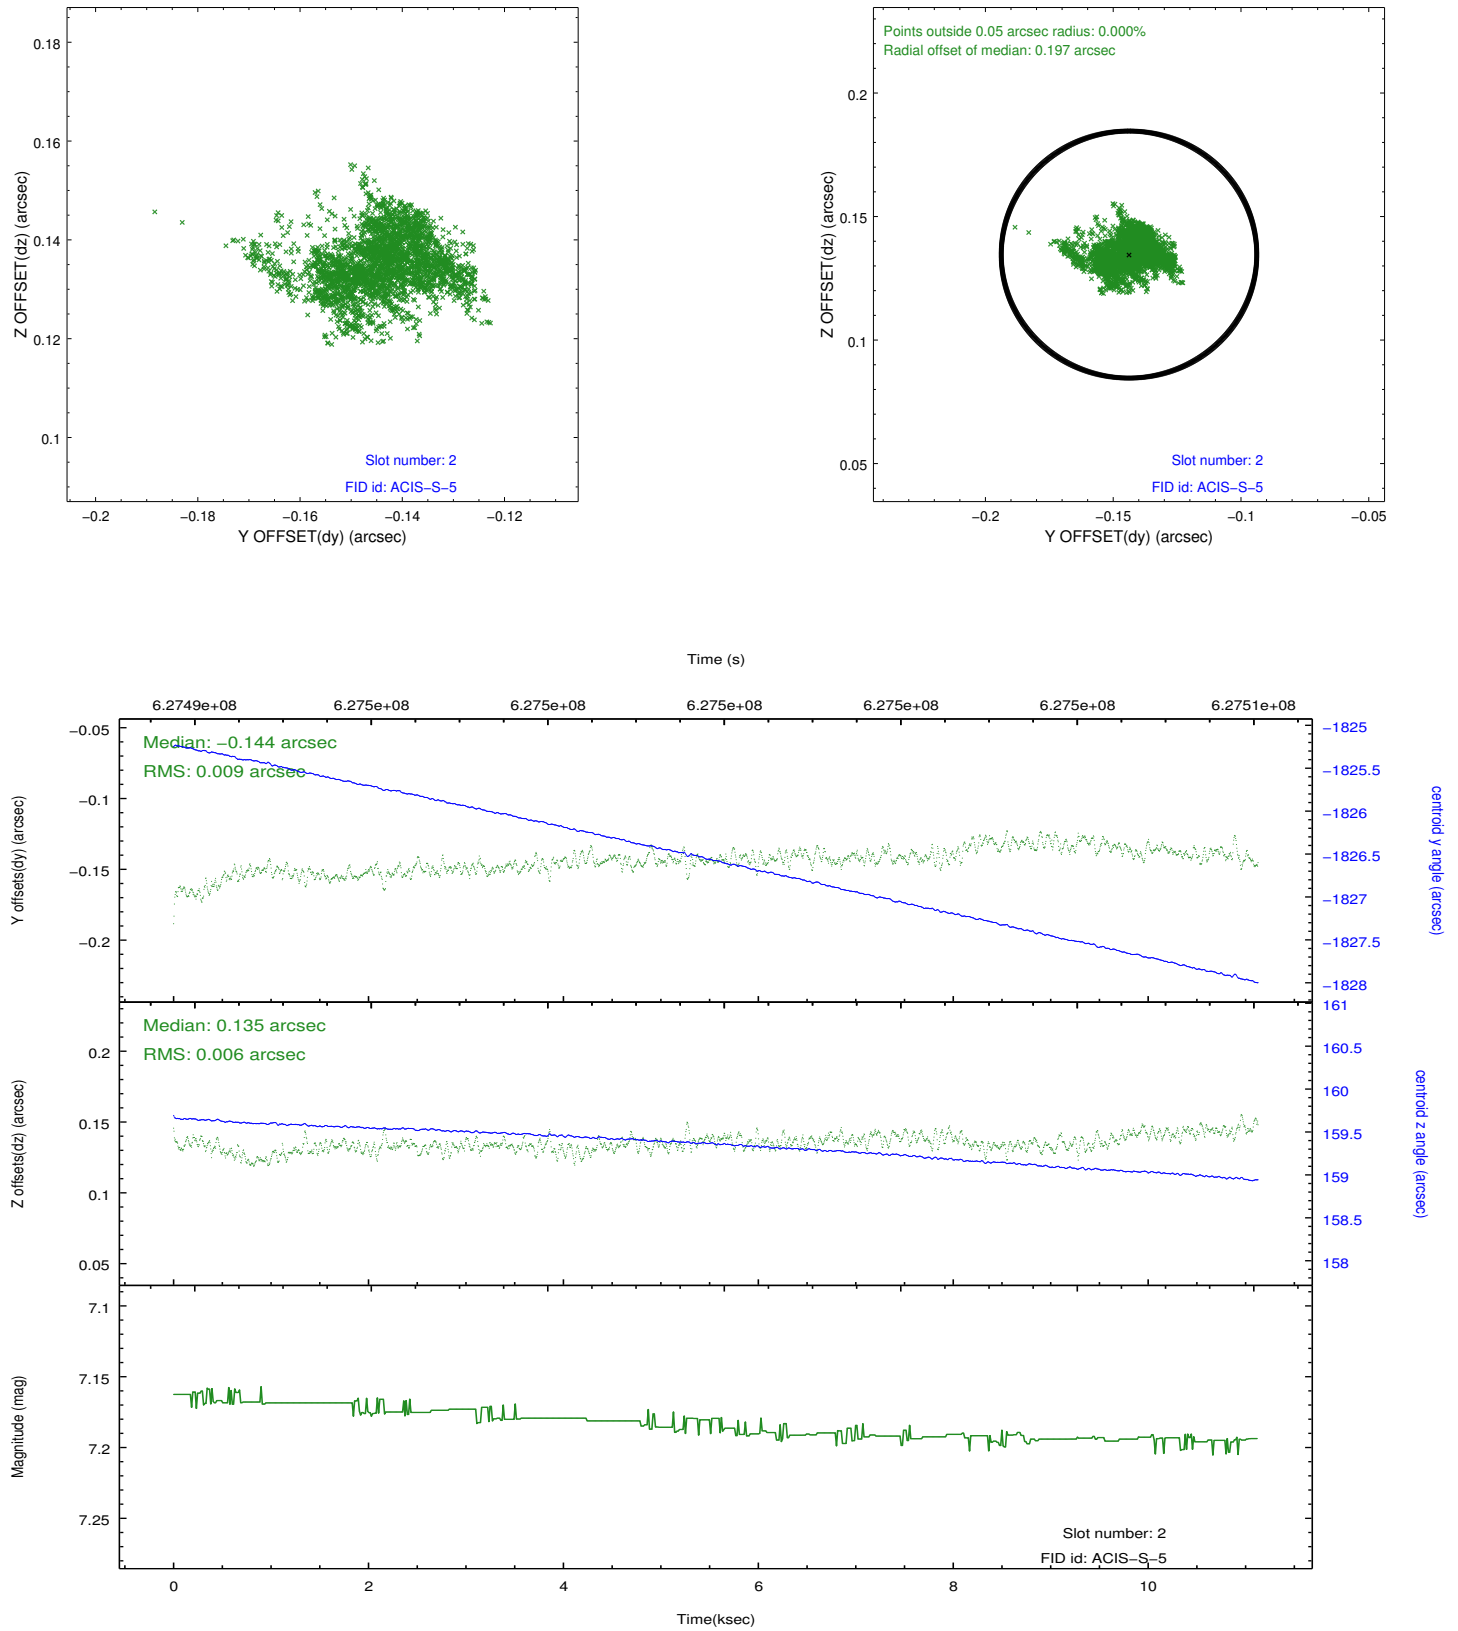 0.18
0.16
0.14
0.12
0.1
Z OFFSET(dz) (arcsec)
Slot number: 2
FID id: ACIS−S−5
−0.2 −0.18 −0.16 −0.14 −0.12
Y OFFSET(dy) (arcsec)
Points outside 0.05 arcsec radius: 0.000%
Radial offset of median: 0.197 arcsec
0.2
0.15
0.1
0.05
Z OFFSET(dz) (arcsec)
Slot number: 2
FID id: ACIS−S−5
−0.2 −0.15 −0.1 −0.05
Y OFFSET(dy) (arcsec)
Time (s)
6.2749e+08 6.275e+08 6.275e+08 6.275e+08 6.275e+08 6.275e+08 6.2751e+08
−0.05
−0.1
−0.15
−0.2
Y offsets(dy) (arcsec)
Median: −0.144 arcsec
RMS: 0.009 arcsec
−1825
−1825.5
−1826
−1826.5
−1827
−1827.5
−1828
centroid y angle (arcsec)
0.2
0.15
0.1
0.05
Z offsets(dz) (arcsec)
Median: 0.135 arcsec
RMS: 0.006 arcsec
161
160.5
160
159.5
159
158.5
158
centroid z angle (arcsec)
7.1
7.15
7.2
7.25
Magnitude (mag)
Slot number: 2
FID id: ACIS−S−5
0 2 4 6 8 10
Time(ksec)